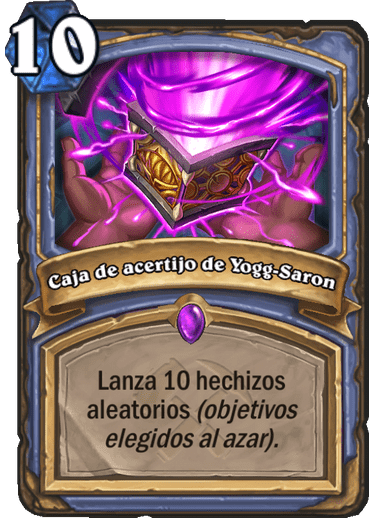 10
Caja de acertijo de Yogg-Saron
Lanza 10 hechizos
aleatorios (objetivos
elegidos al azar).